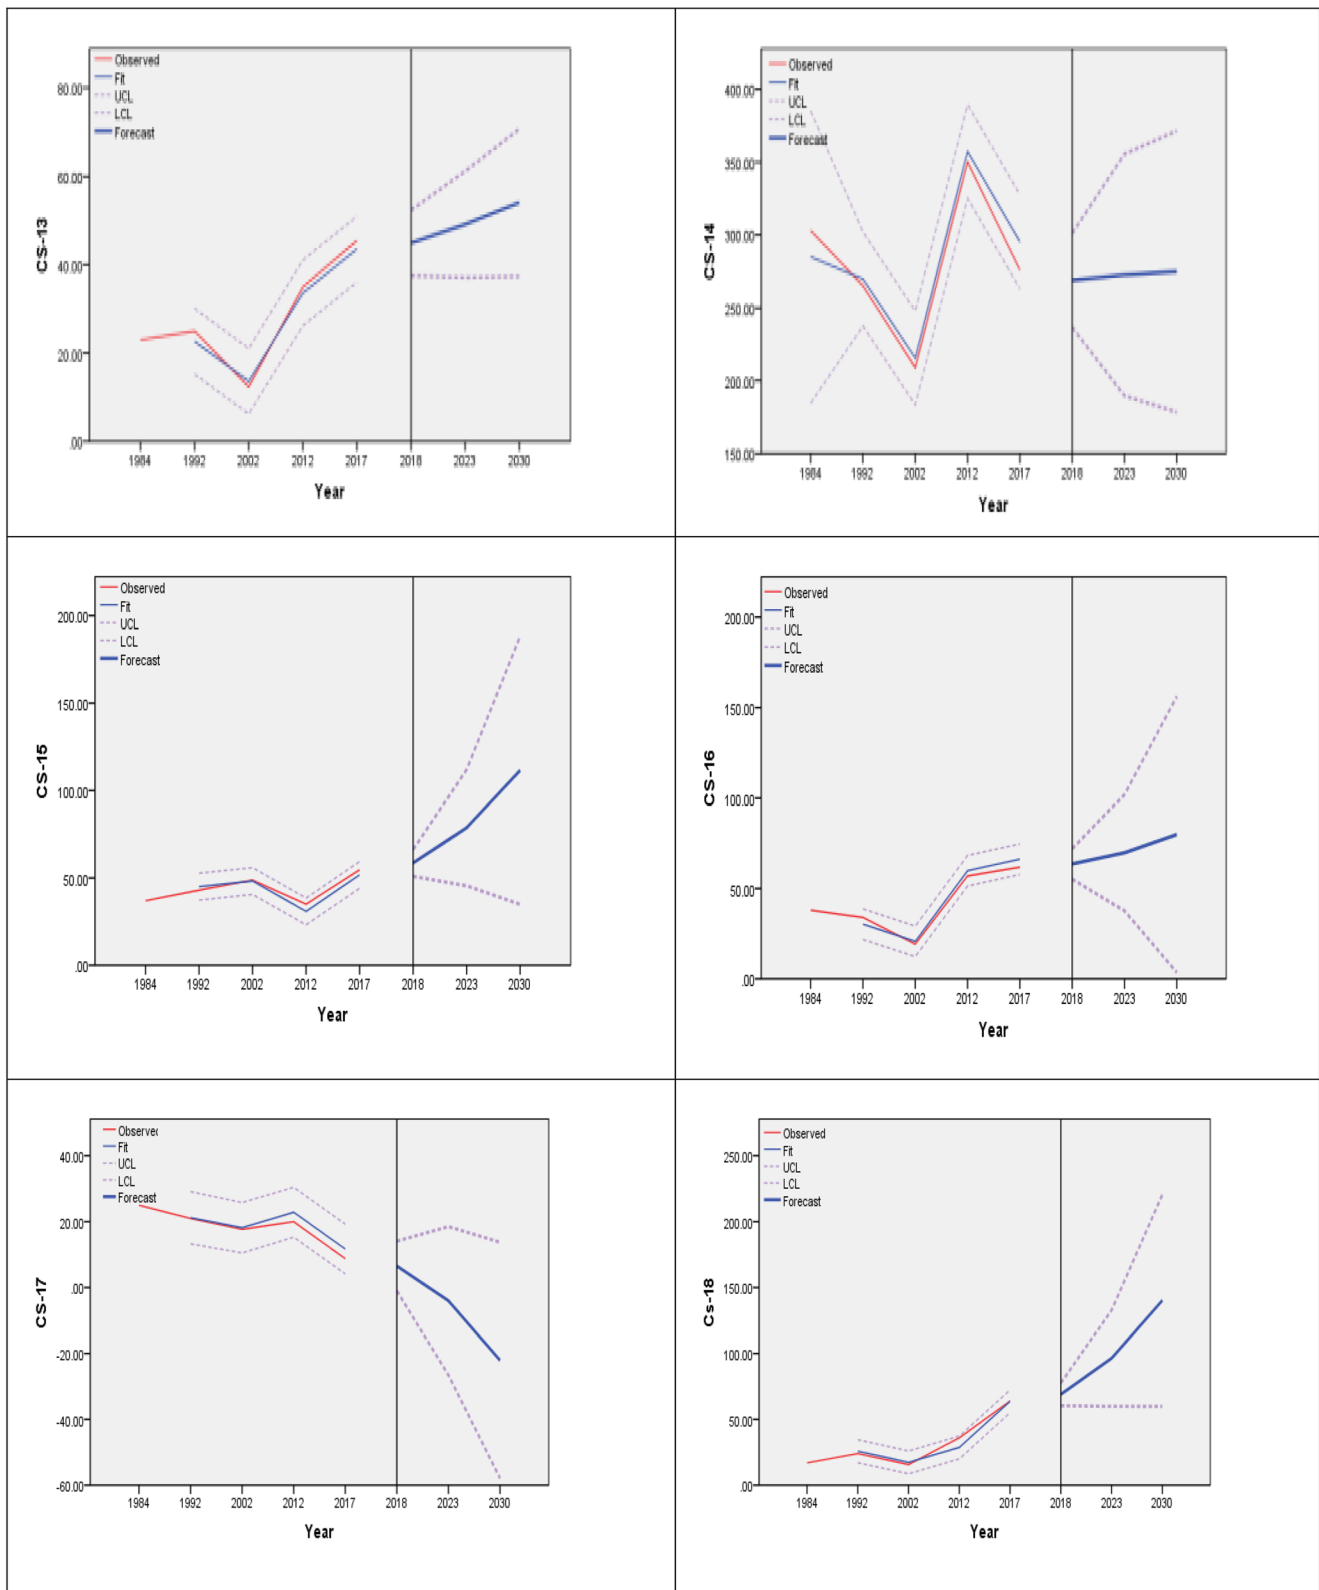 Observed
Fit
UCL
LCL
Forecast
80.00
60.00
40.00
20.00
.00
CS-13
1984 1992 2002 2012 2017 2018 2023 2030
Year
Observed
Fit
UCL
LCL
Forecast
400.00
350.00
300.00
250.00
200.00
150.00
CS-14
1984 1992 2002 2012 2017 2018 2023 2030
Year
Observed
Fit
UCL
LCL
Forecast
200.00
150.00
100.00
50.00
.00
CS-15
1984 1992 2002 2012 2017 2018 2023 2030
Year
Observed
Fit
UCL
LCL
Forecast
200.00
150.00
100.00
50.00
.00
CS-16
1984 1992 2002 2012 2017 2018 2023 2030
Year
Observed
Fit
UCL
LCL
Forecast
40.00
20.00
.00
-20.00
-40.00
-60.00
CS-17
1984 1992 2002 2012 2017 2018 2023 2030
Year
Observed
Fit
UCL
LCL
Forecast
250.00
200.00
150.00
100.00
50.00
.00
Cs-18
1984 1992 2002 2012 2017 2018 2023 2030
Year